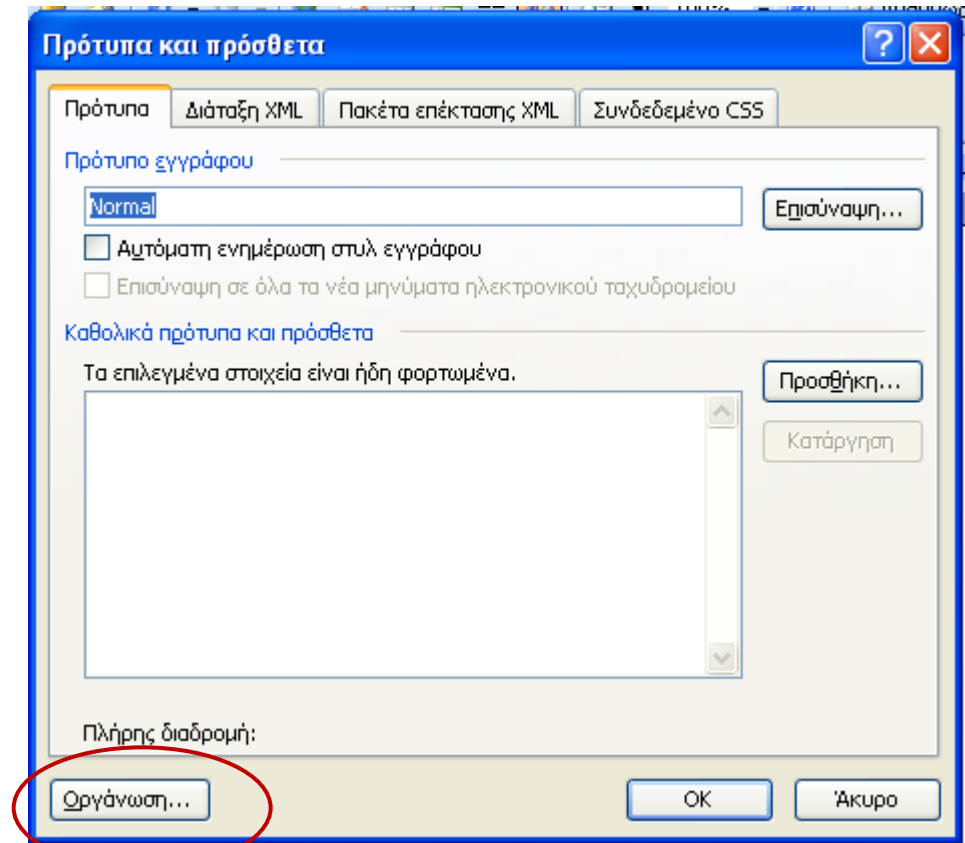 Πρότυπα και πρόσθετα
Πρότυπα Διάταξη XML Πακέτα επέκτασης XML Συνδεδεμένο CSS
Πρότυπο εγγράφου
Normal Επισύναψη...
Αυτόματη ενημέρωση στυλ εγγράφου
Επισύναψη σε όλα τα νέα μηνύματα ηλεκτρονικού ταχυδρομείου
Καθολικά πρότυπα και πρόσθετα
Τα επιλεγμένα στοιχεία είναι ήδη φορτωμένα.
Προσθήκη...
Κατάργηση
Πλήρης διαδρομή:
Οργάνωση... OK Άκυρο